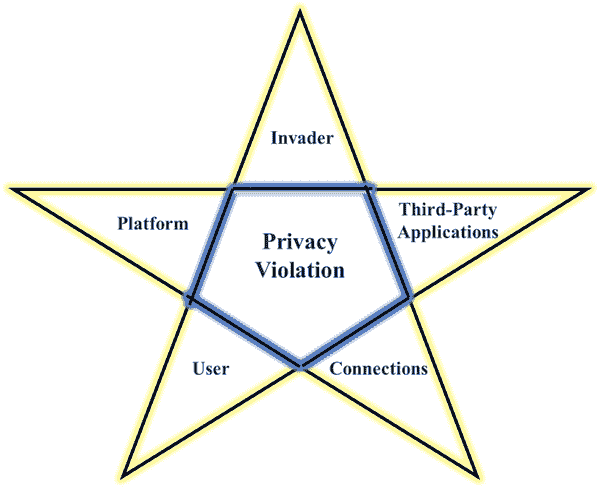 Invader
Platform
Third-Party
Applications
Privacy
Violation
User
Connections